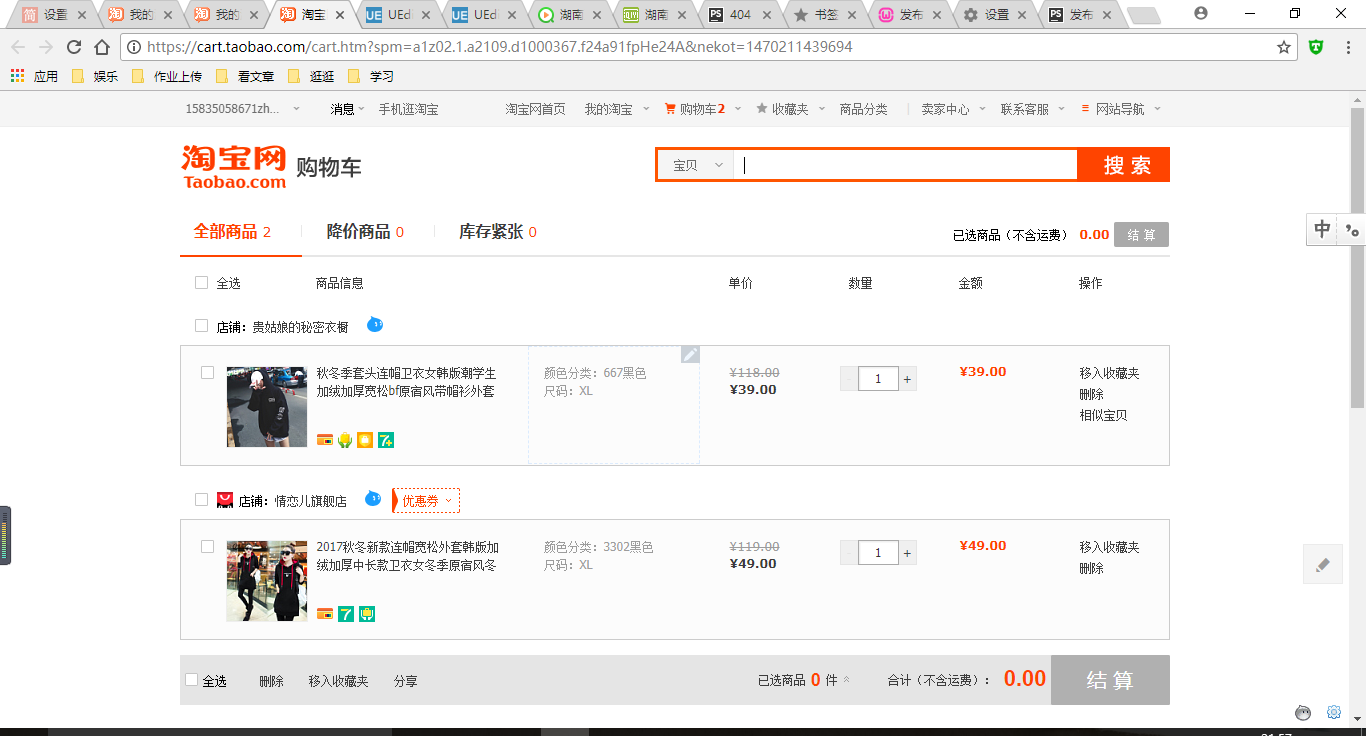 设置
我的
我的
淘宝
UEd
UEd
湖南
湖南
404
书签
发布
设置
发布
https://cart.taobao.com/cart.htm?spm=a1z02.1.a2109.d1000367.f24a91fpHe24A&nekot=1470211439694
应用 娱乐 作业上传 看文章 逛逛 学习
15835058671zh... 消息 手机逛淘宝 淘宝网首页 我的淘宝 购物车2 收藏夹 商品分类 卖家中心 联系客服 网站导航
淘宝网
Taobao.com
购物车
宝贝
搜索
全部商品 2 降价商品 0 库存紧张 0
已选商品（不含运费） 0.00 结算
中
全选 商品信息 单价 数量 金额 操作
店铺：贵姑娘的秘密衣橱
秋冬季套头连帽卫衣女韩版潮学生
加绒加厚宽松bf原宿风带帽衫外套
颜色分类：667黑色
尺码：XL
¥118.00
¥39.00
- 1 +
¥39.00
移入收藏夹
删除
相似宝贝
店铺：情恋儿旗舰店 优惠券
2017秋冬新款连帽宽松外套韩版加
绒加厚中长款卫衣女冬季原宿风冬
颜色分类：3302黑色
尺码：XL
¥119.00
¥49.00
- 1 +
¥49.00
移入收藏夹
删除
全选 删除 移入收藏夹 分享 已选商品 0 件 合计（不含运费）： 0.00 结算